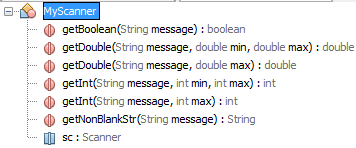 MyScanner
getBoolean(String message) : boolean
getDouble(String message, double min, double max) : double
getDouble(String message, double max) : double
getInt(String message, int min, int max) : int
getInt(String message, int max) : int
getNonBlankStr(String message) : String
sc : Scanner